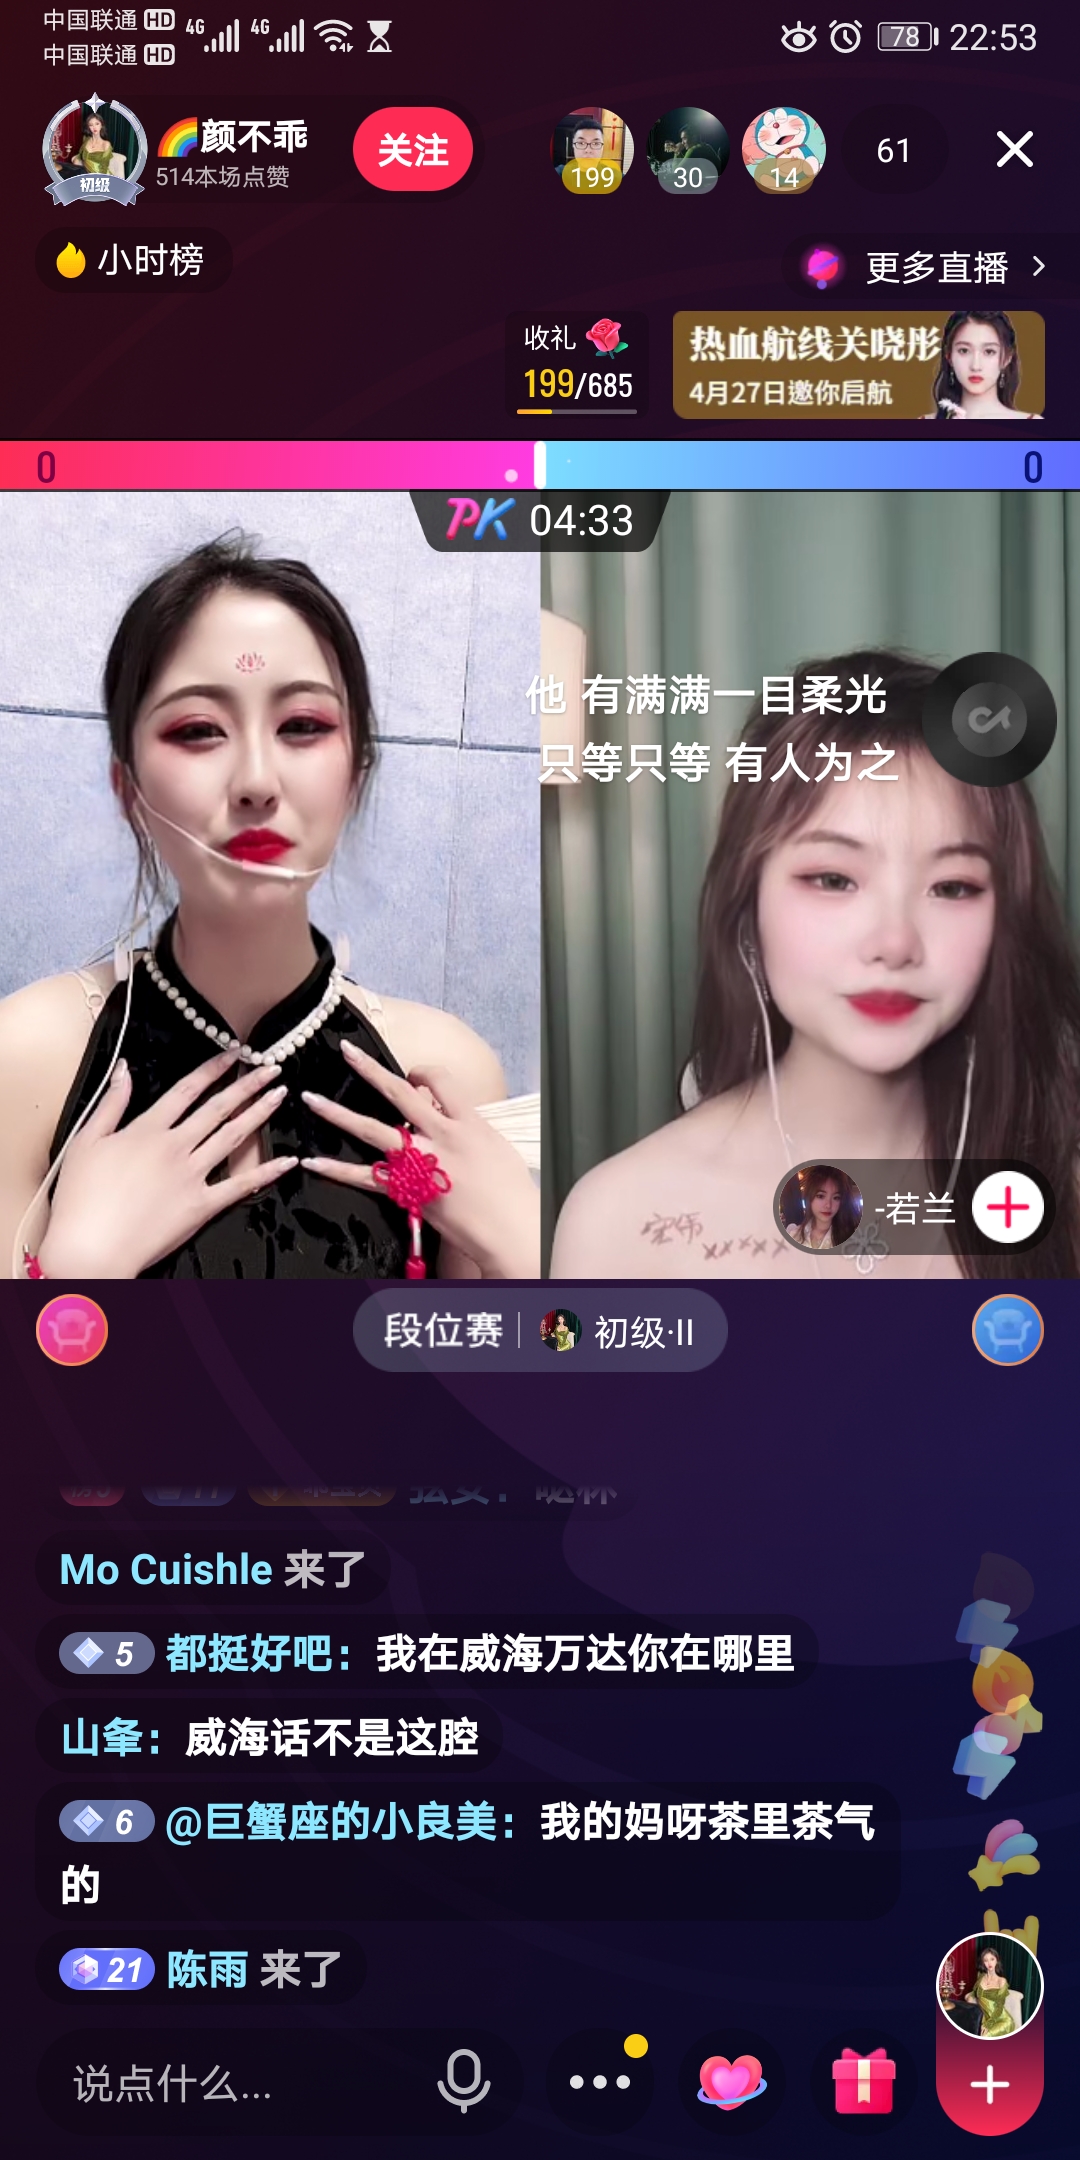 中国联通 HD 4G 4G 78 22:53
中国联通 HD
颜不乖 关注 199 30 14 61
514本场点赞
初级
小时榜
更多直播
收礼
199/685
热血航线关晓彤
4月27日邀你启航
0 0
PK 04:33
他 有满满一目柔光
只等只等 有人为之
-若兰
段位赛 初级·II
Mo Cuishle 来了
5 都挺好吧：我在威海万达你在哪里
山夆：威海话不是这腔
6 @巨蟹座的小良美：我的妈呀茶里茶气
的
21 陈雨 来了
说点什么...